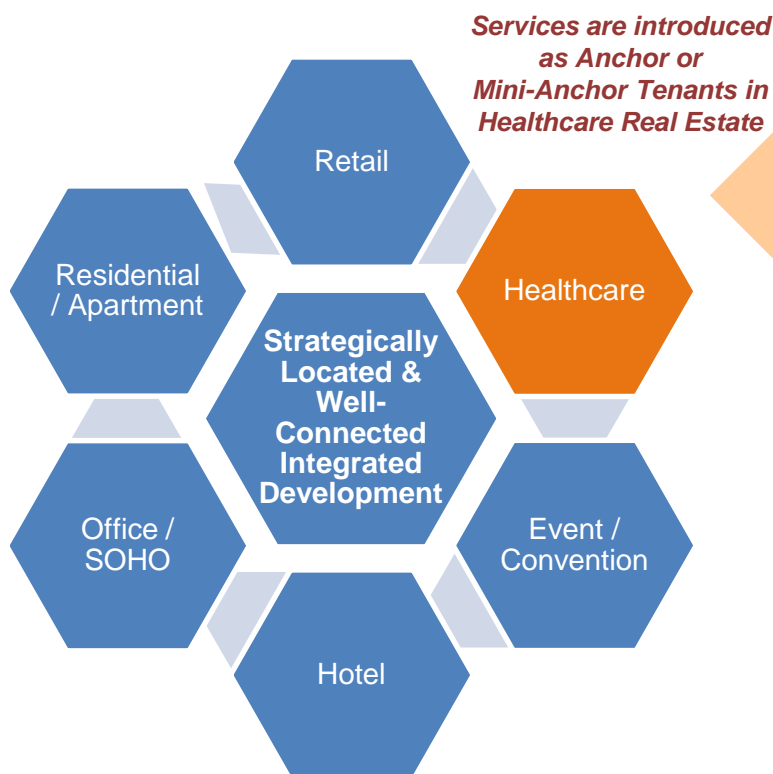 Services are introduced
as Anchor or
Mini-Anchor Tenants in
Healthcare Real Estate
Retail
Residential
/ Apartment
Healthcare
Strategically
Located &
Well-
Connected
Integrated
Development
Office /
SOHO
Event /
Convention
Hotel